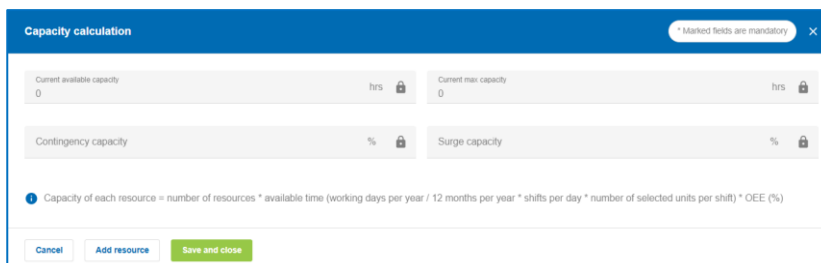 Capacity calculation
* Marked fields are mandatory
Current available capacity
0
hrs
Current max capacity
0
hrs
Contingency capacity
%
Surge capacity
%
Capacity of each resource = number of resources * available time (working days per year / 12 months per year * shifts per day * number of selected units per shift) * OEE (%)
Cancel
Add resource
Save and close